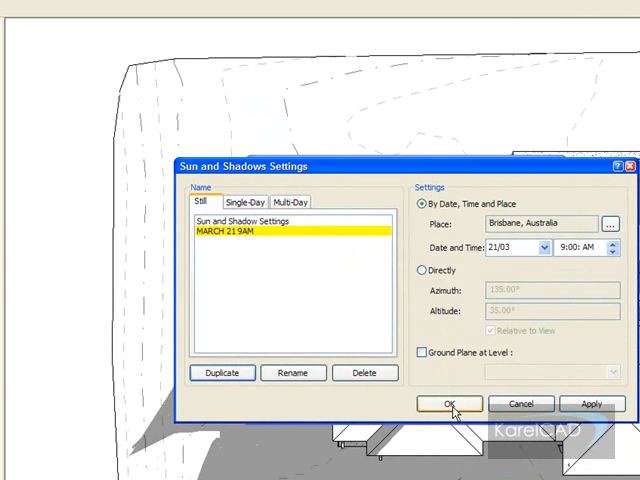 Sun and Shadows Settings
Name
Still
Single-Day
Multi-Day
Sun and Shadow Settings
MARCH 21 9AM
Duplicate
Rename
Delete
Settings
By Date, Time and Place
Place:
Brisbane, Australia
...
Date and Time:
21/03
9:00: AM
Directly
Azimuth:
135.00°
Altitude:
35.00°
Relative to View
Ground Plane at Level :
OK
Cancel
Apply
KarelCAD